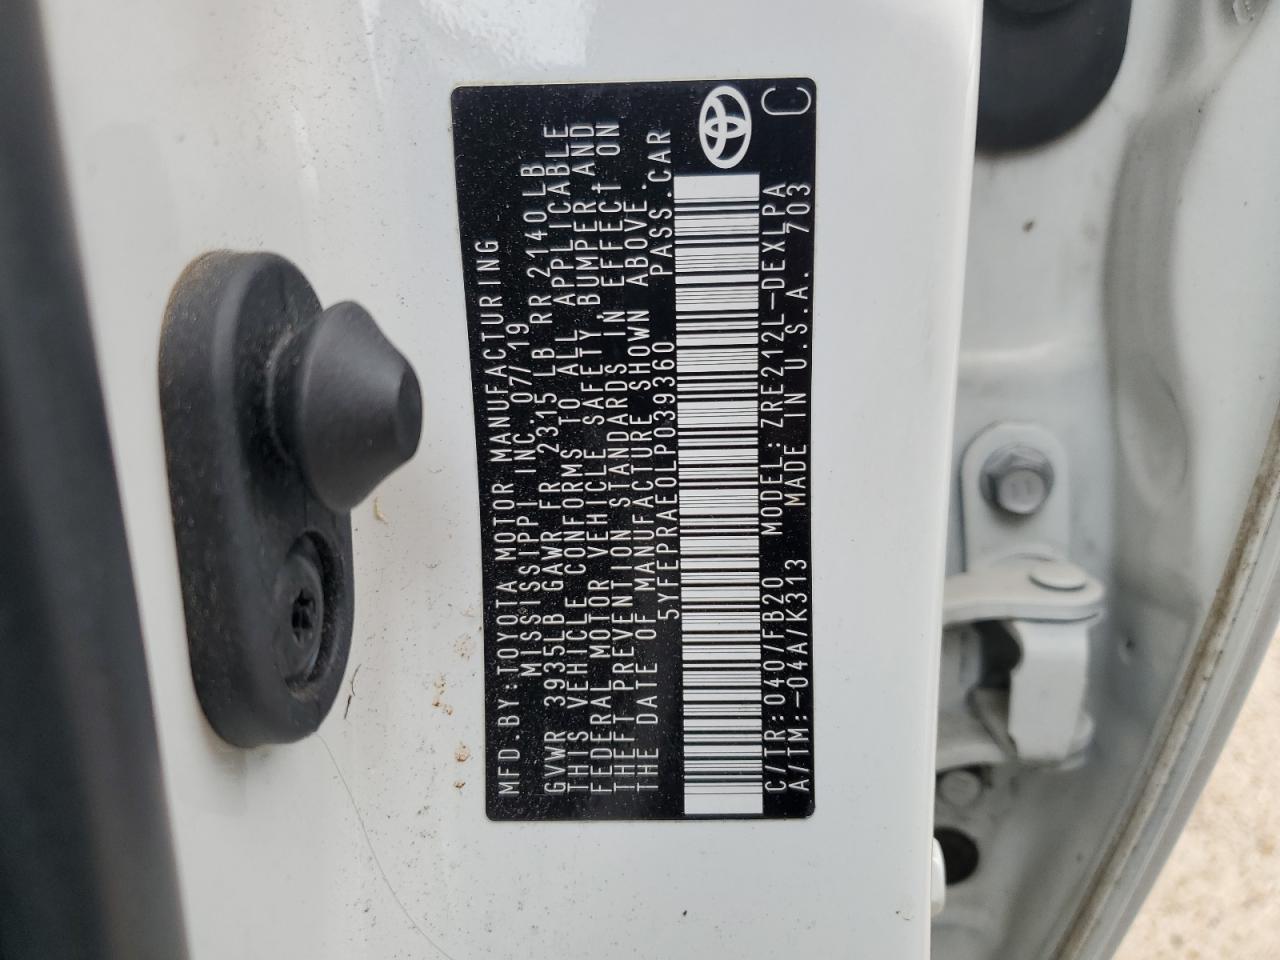 MFD.BY:TOYOTA MOTOR MANUFACTURING
MISSISSIPPI INC. 07/19
GVWR 3935LB GAWR FR 2315 LB RR 2140LB
THIS VEHICLE CONFORMS TO ALL APPLICABLE
FEDERAL MOTOR VEHICLE SAFETY, BUMPER, AND
THEFT PREVENTION STANDARDS IN EFFECT ON
THE DATE OF MANUFACTURE SHOWN ABOVE.
5YFEPRAE0LP039360 PASS.CAR
C/TR:040/FB20 MODEL:ZRE212L-DEXLPA
A/TM:-04A/K313 MADE IN U.S.A. 703
C